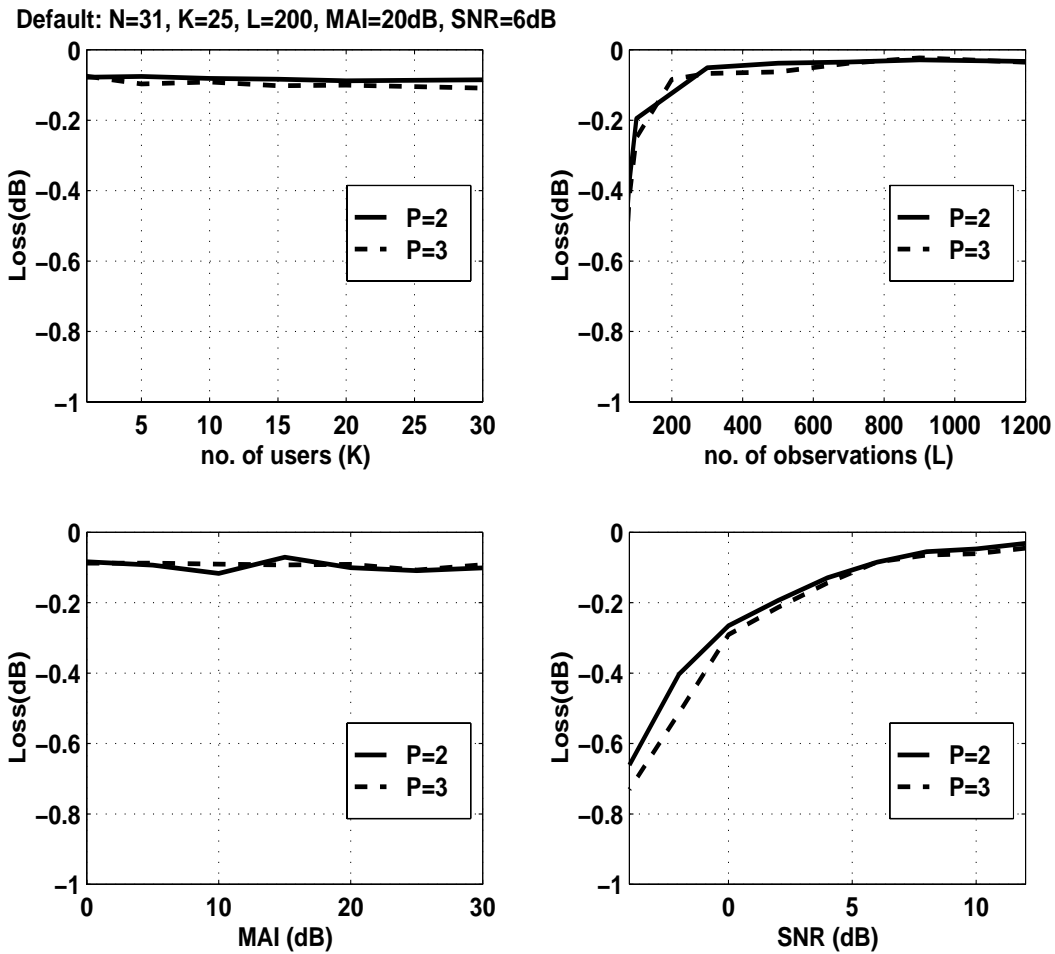 Default: N=31, K=25, L=200, MAI=20dB, SNR=6dB
0
−0.2
−0.4
−0.6
−0.8
−1
Loss(dB)
P=2
P=3
5 10 15 20 25 30
no. of users (K)
0
−0.2
−0.4
−0.6
−0.8
−1
Loss(dB)
P=2
P=3
200 400 600 800 1000 1200
no. of observations (L)
0
−0.2
−0.4
−0.6
−0.8
−1
Loss(dB)
P=2
P=3
0 10 20 30
MAI (dB)
0
−0.2
−0.4
−0.6
−0.8
−1
Loss(dB)
P=2
P=3
0 5 10
SNR (dB)